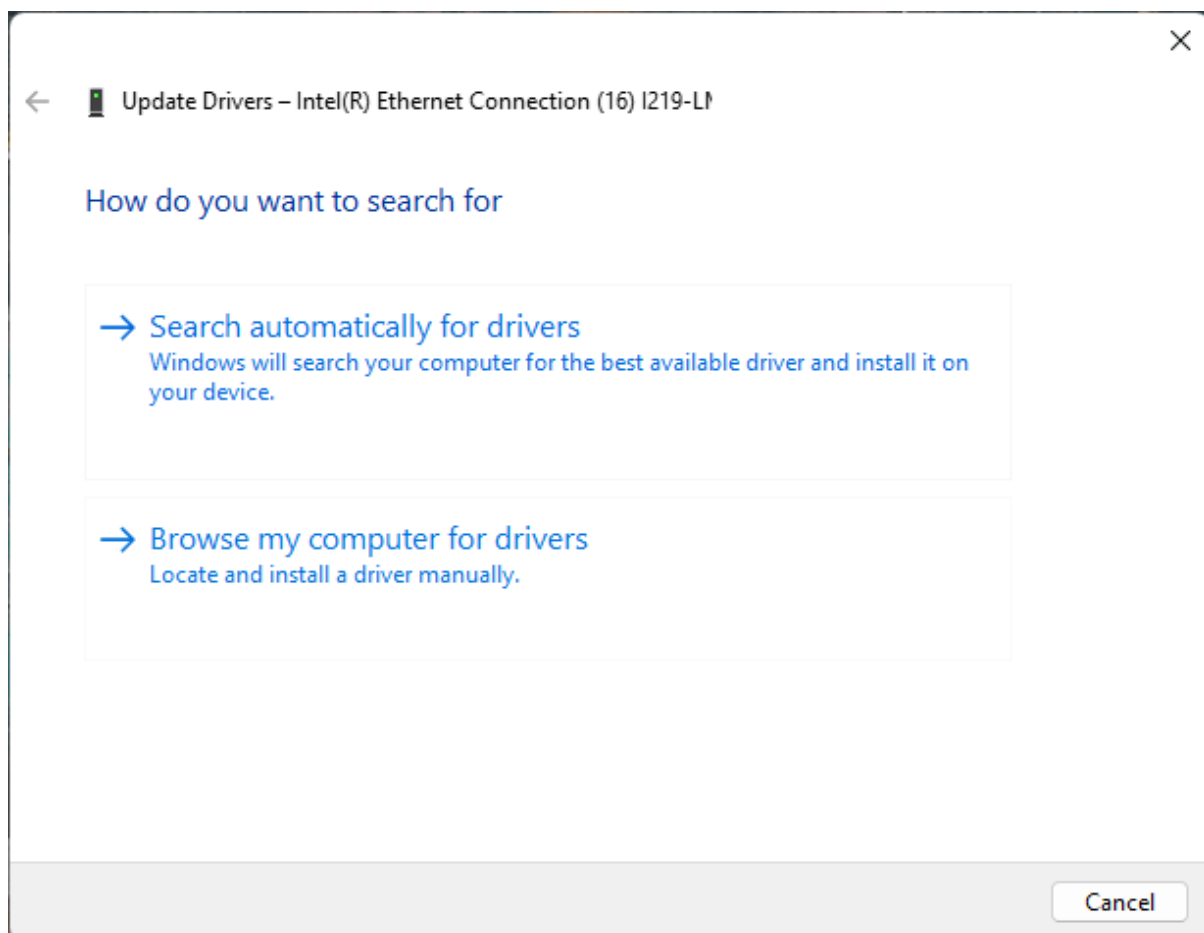 Update Drivers – Intel(R) Ethernet Connection (16) I219-LM
How do you want to search for
Search automatically for drivers
Windows will search your computer for the best available driver and install it on
your device.
Browse my computer for drivers
Locate and install a driver manually.
Cancel